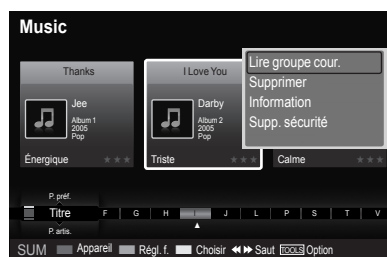 Music
Thanks
I Love You
Lire groupe cour.
Supprimer
Information
Supp. sécurité
Jee
Album 1
2005
Pop
Darby
Album 2
2005
Pop
Énergique ★★★
Triste ★★★
Calme ★★★
P. préf.
Titre F G H I J L P S T V
P. artis.
SUM Appareil Régl. f. Choisir ◀◀ ▶▶ Saut TOOLS Option